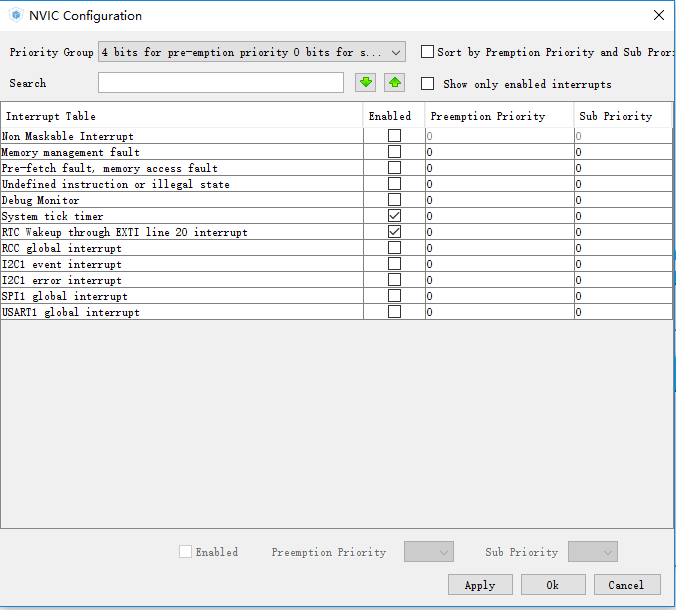 NVIC Configuration
Priority Group 4 bits for pre-emption priority 0 bits for s... Sort by Premption Priority and Sub Prori
Search Show only enabled interrupts
Interrupt Table Enabled Preemption Priority Sub Priority
Non Maskable Interrupt 0 0
Memory management fault 0 0
Pre-fetch fault, memory access fault 0 0
Undefined instruction or illegal state 0 0
Debug Monitor 0 0
System tick timer 0 0
RTC Wakeup through EXTI line 20 interrupt 0 0
RCC global interrupt 0 0
I2C1 event interrupt 0 0
I2C1 error interrupt 0 0
SPI1 global interrupt 0 0
USART1 global interrupt 0 0
Enabled Preemption Priority Sub Priority
Apply Ok Cancel